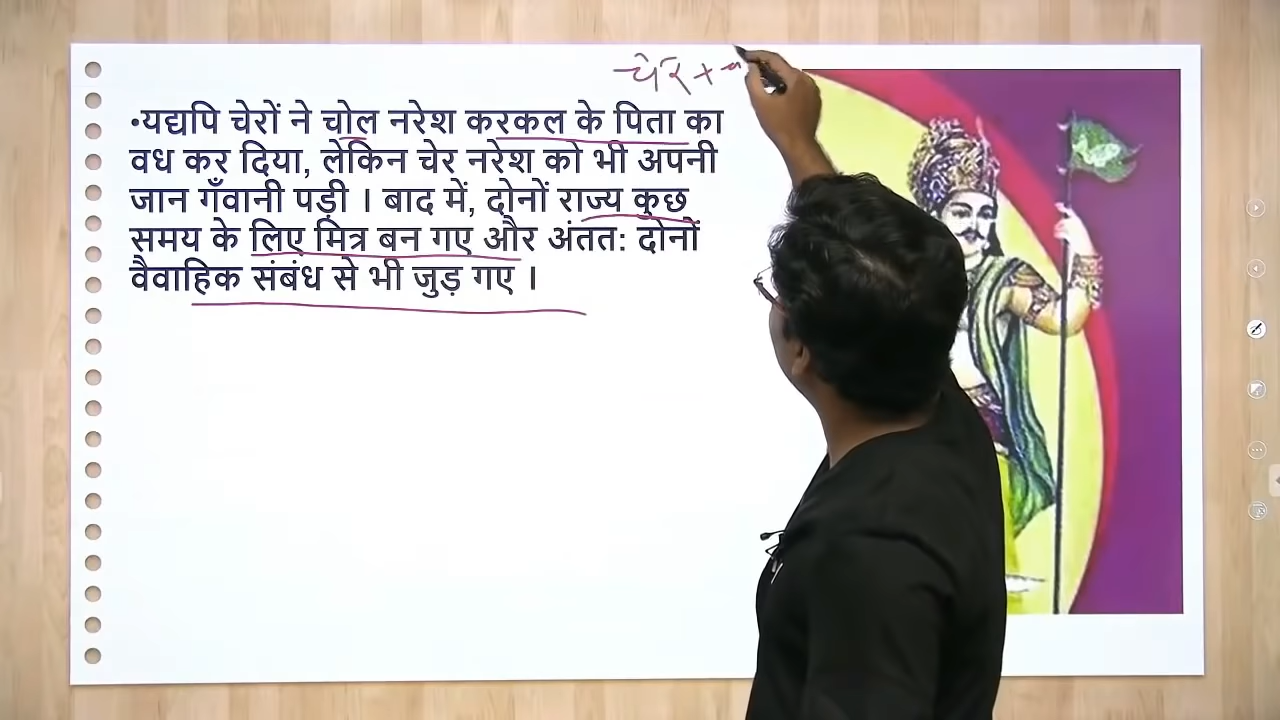 चेर +
•यद्यपि चेरों ने चोल नरेश करकल के पिता का
वध कर दिया, लेकिन चेर नरेश को भी अपनी
जान गँवानी पड़ी । बाद में, दोनों राज्य कुछ
समय के लिए मित्र बन गए और अंतत: दोनों
वैवाहिक संबंध से भी जुड़ गए ।